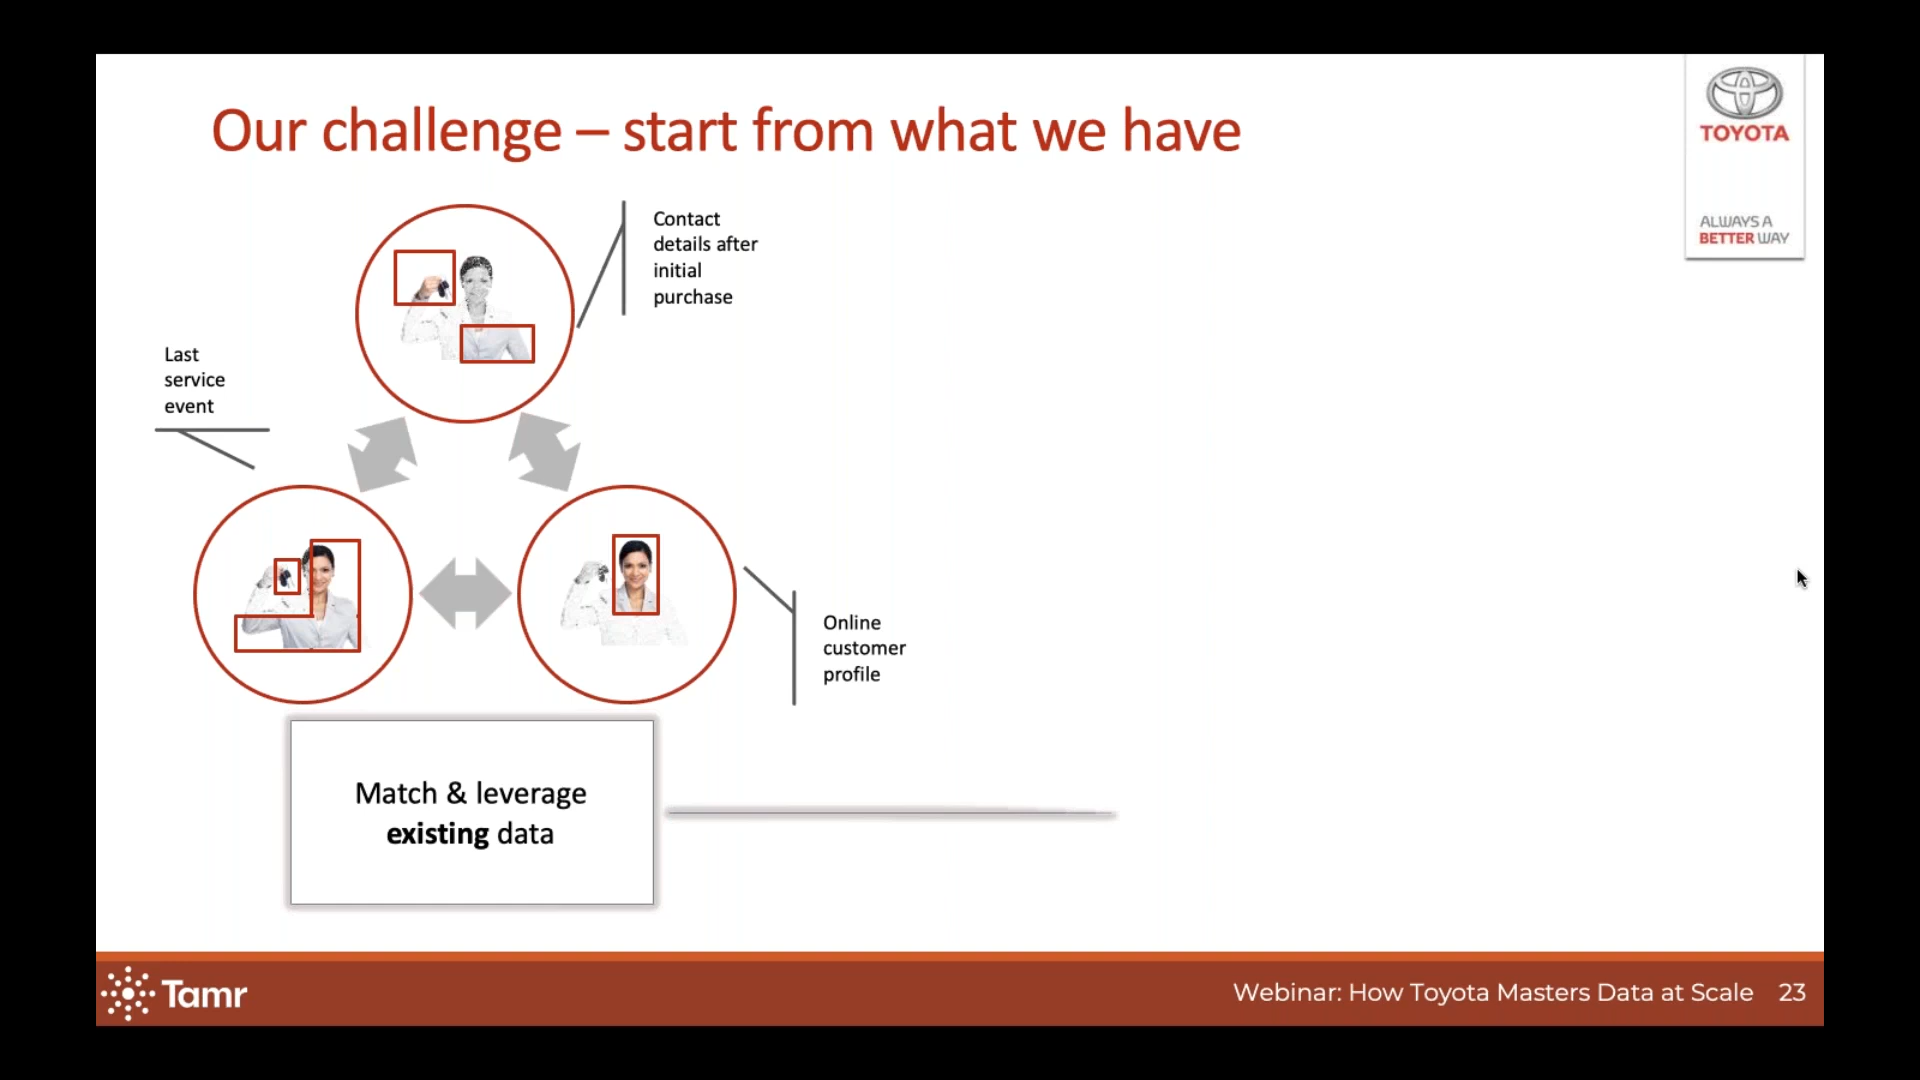 Our challenge – start from what we have
TOYOTA
ALWAYS A
BETTER WAY
Contact
details after
initial
purchase
Last
service
event
Online
customer
profile
Match & leverage
existing data
Tamr
Webinar: How Toyota Masters Data at Scale 23